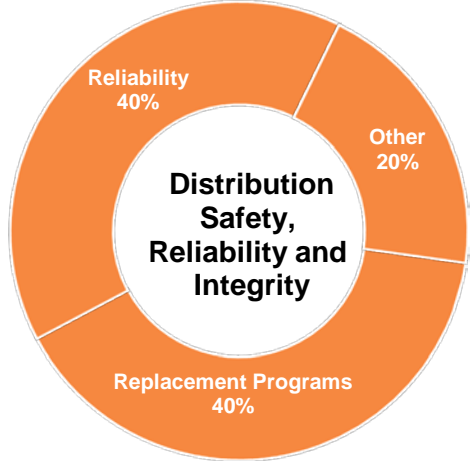 Reliability
40%
Other
20%
Distribution
Safety,
Reliability and
Integrity
Replacement Programs
40%